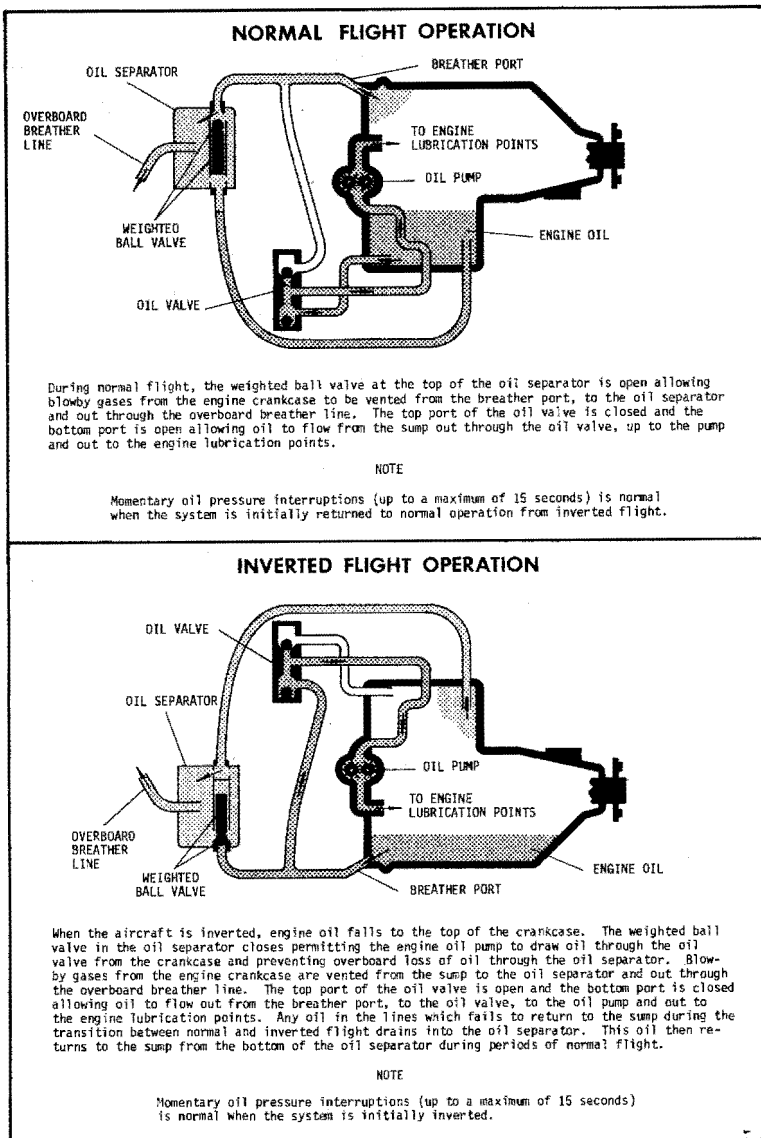 NORMAL FLIGHT OPERATION
BREATHER PORT
OIL SEPARATOR
OVERBOARD
BREATHER
LINE
TO ENGINE
LUBRICATION POINTS
OIL PUMP
WEIGHTED
BALL VALVE
ENGINE OIL
OIL VALVE
During normal flight, the weighted ball valve at the top of the oil separator is open allowing
blowby gases from the engine crankcase to be vented from the breather port, to the oil separator
and out through the overboard breather line. The top port of the oil valve is closed and the
bottom port is open allowing oil to flow from the sump out through the oil valve, up to the pump
and out to the engine lubrication points.
NOTE
Momentary oil pressure interruptions (up to a maximum of 15 seconds) is normal
when the system is initially returned to normal operation from inverted flight.
INVERTED FLIGHT OPERATION
OIL VALVE
OIL SEPARATOR
OIL PUMP
TO ENGINE
LUBRICATION POINTS
OVERBOARD
BREATHER
LINE
WEIGHTED
BALL VALVE
ENGINE OIL
BREATHER PORT
When the aircraft is inverted, engine oil falls to the top of the crankcase. The weighted ball
valve in the oil separator closes permitting the engine oil pump to draw oil through the oil
valve from the crankcase and preventing overboard loss of oil through the oil separator. Blow-
by gases from the engine crankcase are vented from the sump to the oil separator and out through
the overboard breather line. The top port of the oil valve is open and the bottom port is closed
allowing oil to flow out from the breather port, to the oil valve, to the oil pump and out to
the engine lubrication points. Any oil in the lines which fails to return to the sump during the
transition between normal and inverted flight drains into the oil separator. This oil then re-
turns to the sump from the bottom of the oil separator during periods of normal flight.
NOTE
Momentary oil pressure interruptions (up to a maximum of 15 seconds)
is normal when the system is initially inverted.